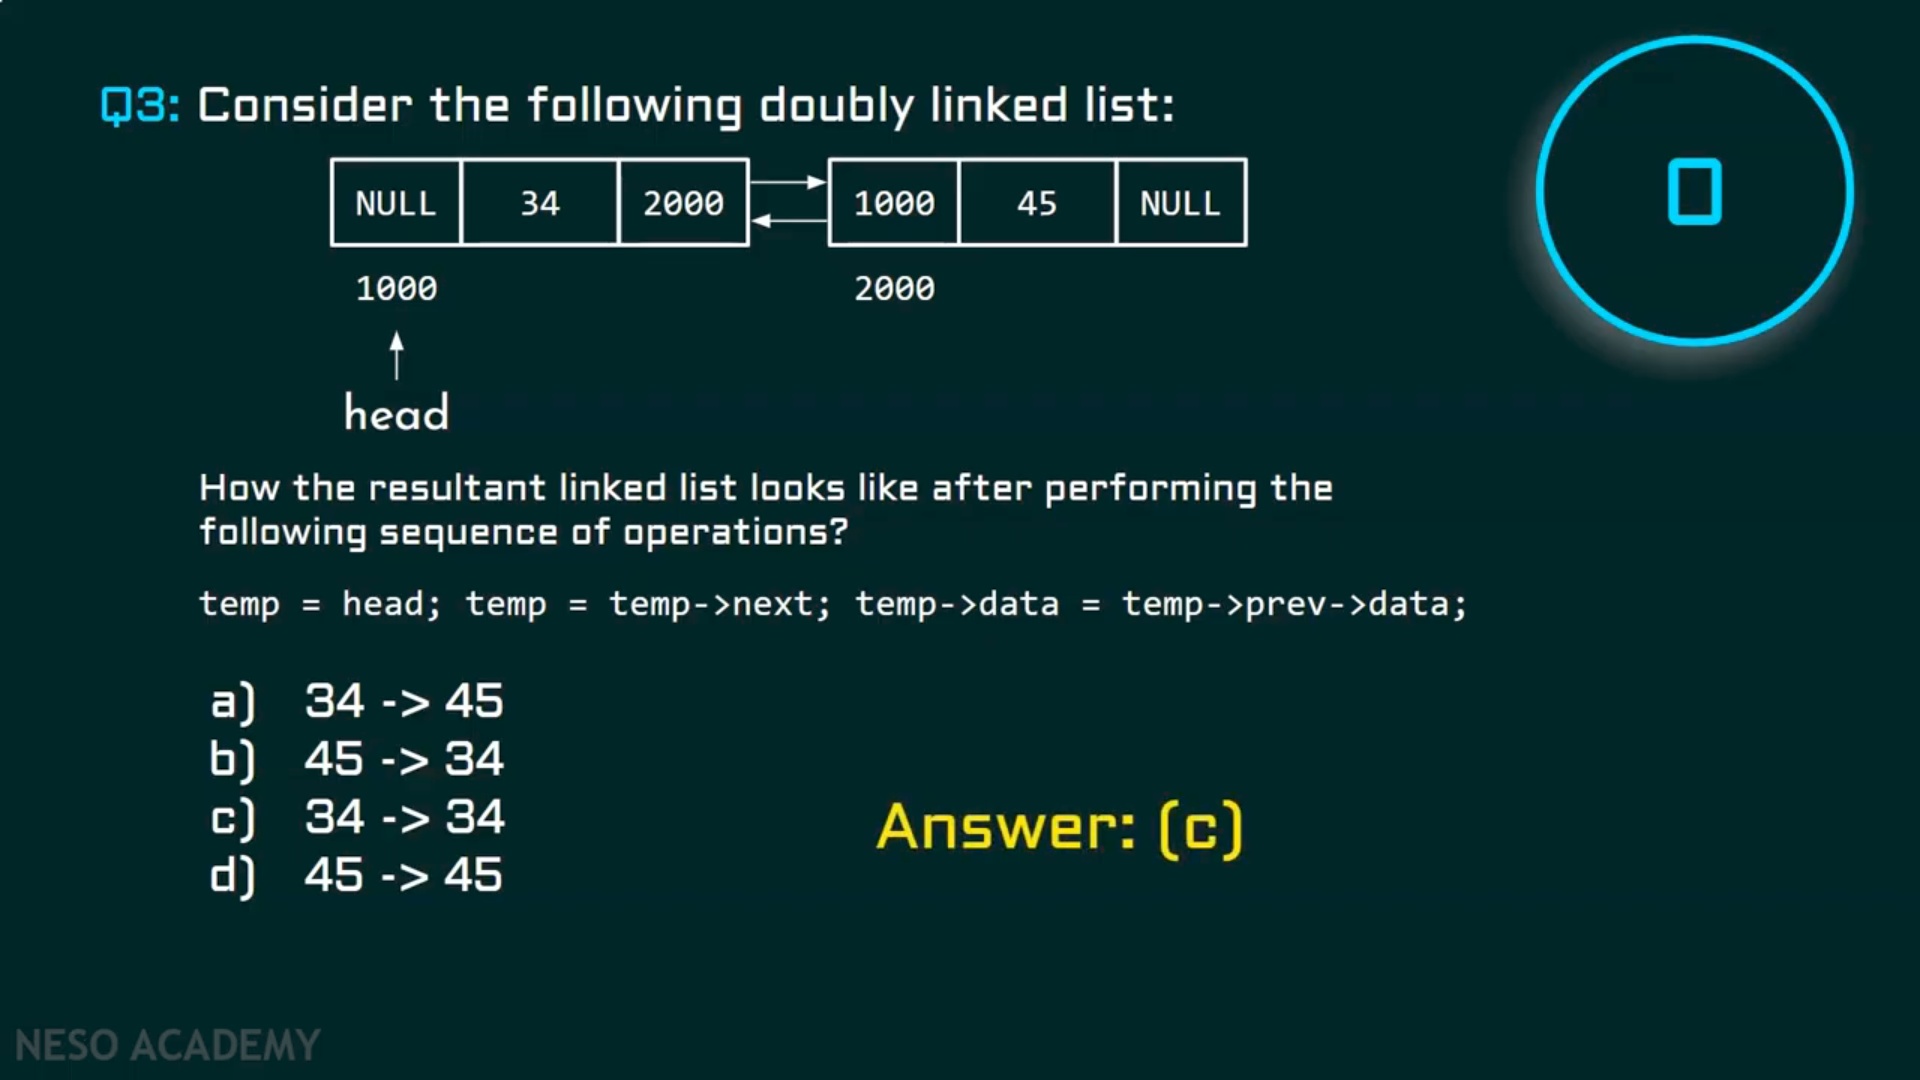 Q3: Consider the following doubly linked list:
NULL 34 2000 1000 45 NULL
1000 2000
head
0
How the resultant linked list looks like after performing the
following sequence of operations?
temp = head; temp = temp->next; temp->data = temp->prev->data;
a) 34 -> 45
b) 45 -> 34
c) 34 -> 34
d) 45 -> 45
Answer: (c)
NESO ACADEMY